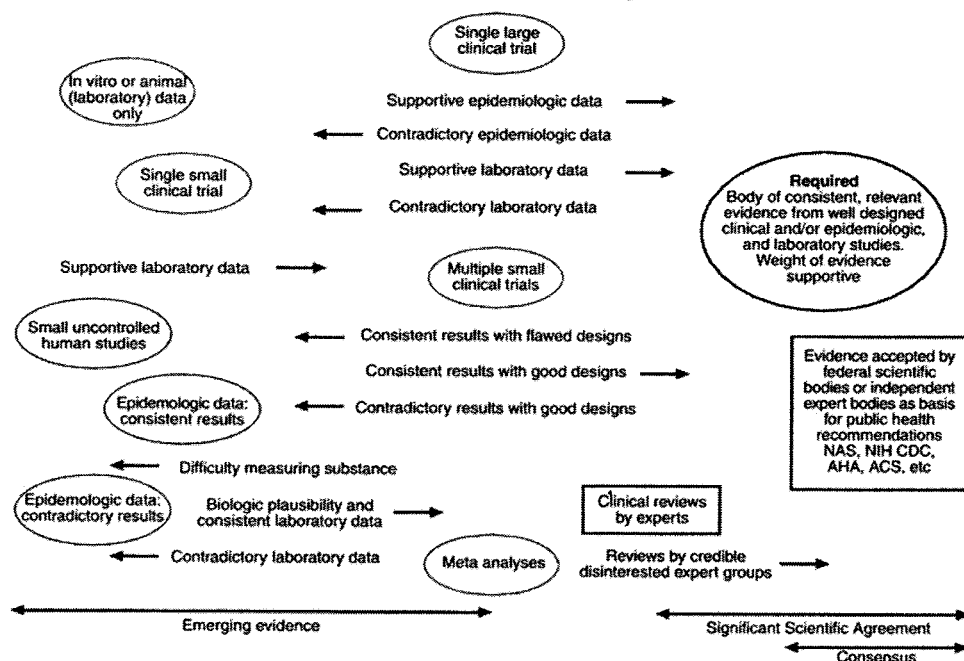 Single large
clinical trial
In vitro or animal
(laboratory) data
only
Supportive epidemiologic data
Contradictory epidemiologic data
Single small
clinical trial
Supportive laboratory data
Contradictory laboratory data
Required
Body of consistent, relevant
evidence from well designed
clinical and/or epidemiologic,
and laboratory studies.
Weight of evidence
supportive
Supportive laboratory data
Multiple small
clinical trials
Small uncontrolled
human studies
Consistent results with flawed designs
Consistent results with good designs
Epidemologic data:
consistent results
Contradictory results with good designs
Evidence accepted by
federal scientific
bodies or independent
expert bodies as basis
for public health
recommendations
NAS, NIH CDC,
AHA, ACS, etc
Difficulty measuring substance
Epidemologic data:
contradictory results
Biologic plausibility and
consistent laboratory data
Clinical reviews
by experts
Contradictory laboratory data
Meta analyses
Reviews by credible
disinterested expert groups
Emerging evidence
Significant Scientific Agreement
Consensus